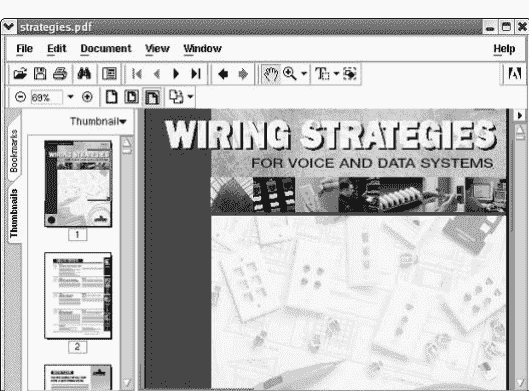 strategies.pdf
File Edit Document View Window Help
69%
Thumbnail
Bookmarks
Thumbnails
WIRING STRATEGIES
FOR VOICE AND DATA SYSTEMS
1
2